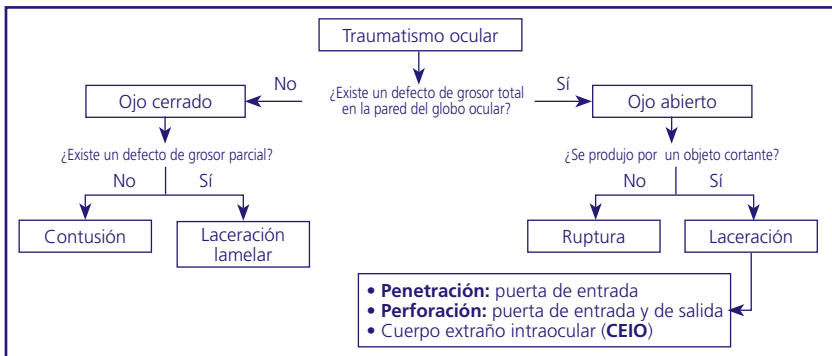 Traumatismo ocular
No
¿Existe un defecto de grosor total
en la pared del globo ocular?
Sí
Ojo cerrado
Ojo abierto
¿Existe un defecto de grosor parcial?
¿Se produjo por un objeto cortante?
No
Sí
No
Sí
Contusión
Laceración
lamelar
Ruptura
Laceración
• Penetración: puerta de entrada
• Perforación: puerta de entrada y de salida
• Cuerpo extraño intraocular (CEIO)